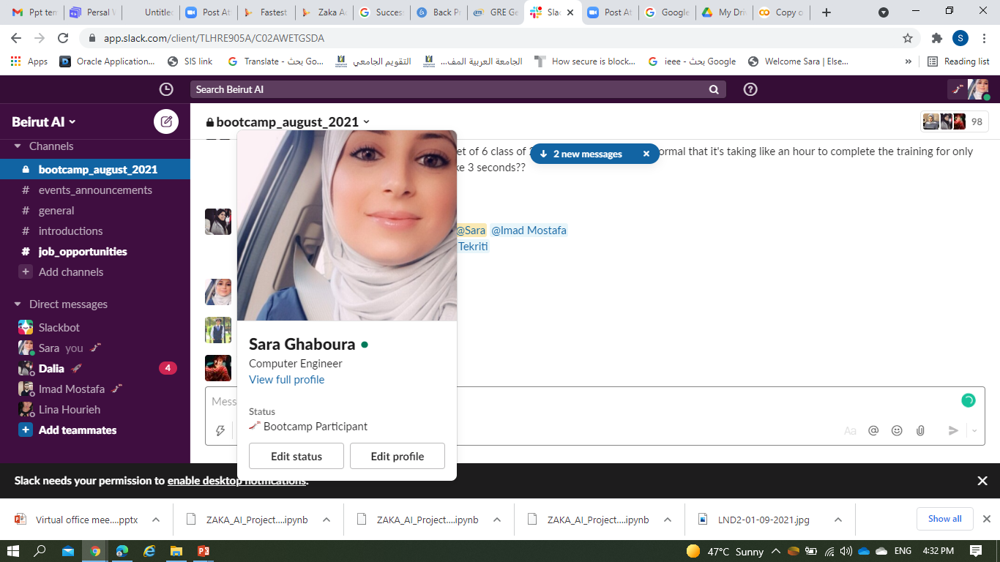 Ppt ter
Persal W
Untitled
Post Att
Fastest
Zaka A
Success
Back Pr
GRE Ge
Slac
Post Att
Google
My Driv
Copy o
app.slack.com/client/TLHRE905A/C02AWETGSDA
S
Apps
Oracle Application...
SIS link
Translate - بحث Go...
التقويم الجامعي
الجامعة العربية المف...
How secure is block...
ieee - بحث Google
Welcome Sara | Else...
Reading list
Search Beirut AI
Beirut AI
bootcamp_august_2021
98
Channels
bootcamp_august_2021
events_announcements
general
introductions
job_opportunities
Add channels
Direct messages
Slackbot
Sara you
Dalia
4
Imad Mostafa
Lina Hourieh
Add teammates
et of 6 class of
2 new messages
ormal that it's taking like an hour to complete the training for only
ke 3 seconds??
@Sara @Imad Mostafa
Tekriti
Sara Ghaboura
Computer Engineer
View full profile
Status
Bootcamp Participant
Edit status
Edit profile
Mess
Aa
Slack needs your permission to enable desktop notifications.
Virtual office mee....pptx
ZAKA_AI_Project....ipynb
ZAKA_AI_Project....ipynb
ZAKA_AI_Project....ipynb
LND2-01-09-2021.jpg
Show all
47°C Sunny
ENG
4:32 PM